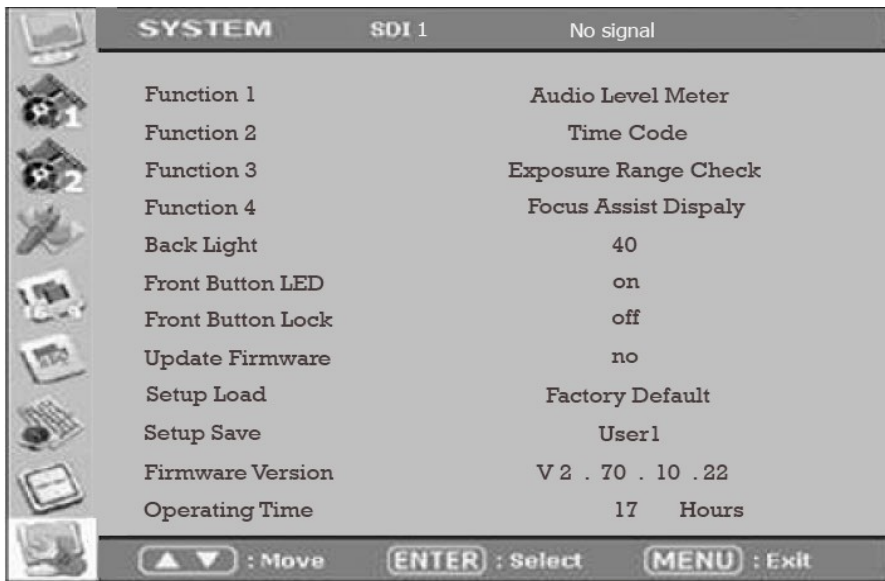 SYSTEM SDI 1 No signal
Function 1 Audio Level Meter
1
Function 2 Time Code
Function 3 Exposure Range Check
2
Function 4 Focus Assist Dispaly
Back Light 40
Front Button LED on
Front Button Lock off
Update Firmware no
Setup Load Factory Default
Setup Save User1
Firmware Version V 2 . 70 . 10 . 22
Operating Time 17 Hours
▲ ▼ : Move ENTER : Select MENU : Exit